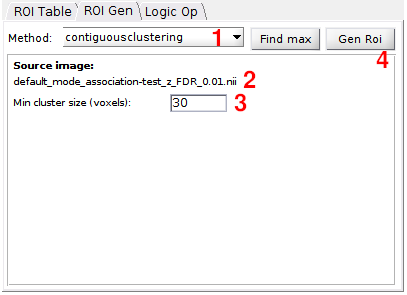 ROI Table ROI Gen Logic Op
Method: contiguousclustering 1 Find max Gen Roi
4
Source image:
default_mode_association-test_z_FDR_0.01.nii 2
Min cluster size (voxels): 30 3